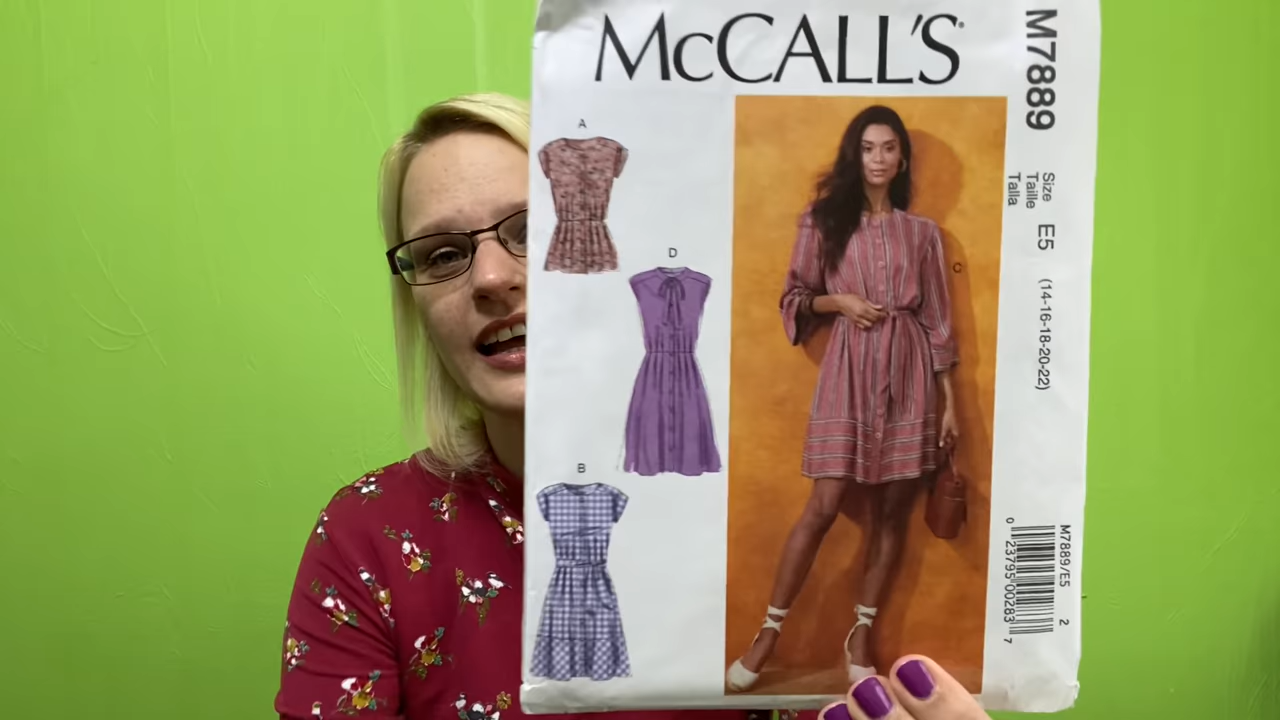 McCALL'S
M7889
Size
Taille
Talla
E5
(14-16-18-20-22)
A
D
B
C
M7889/E5
2
0 23795 00283 7